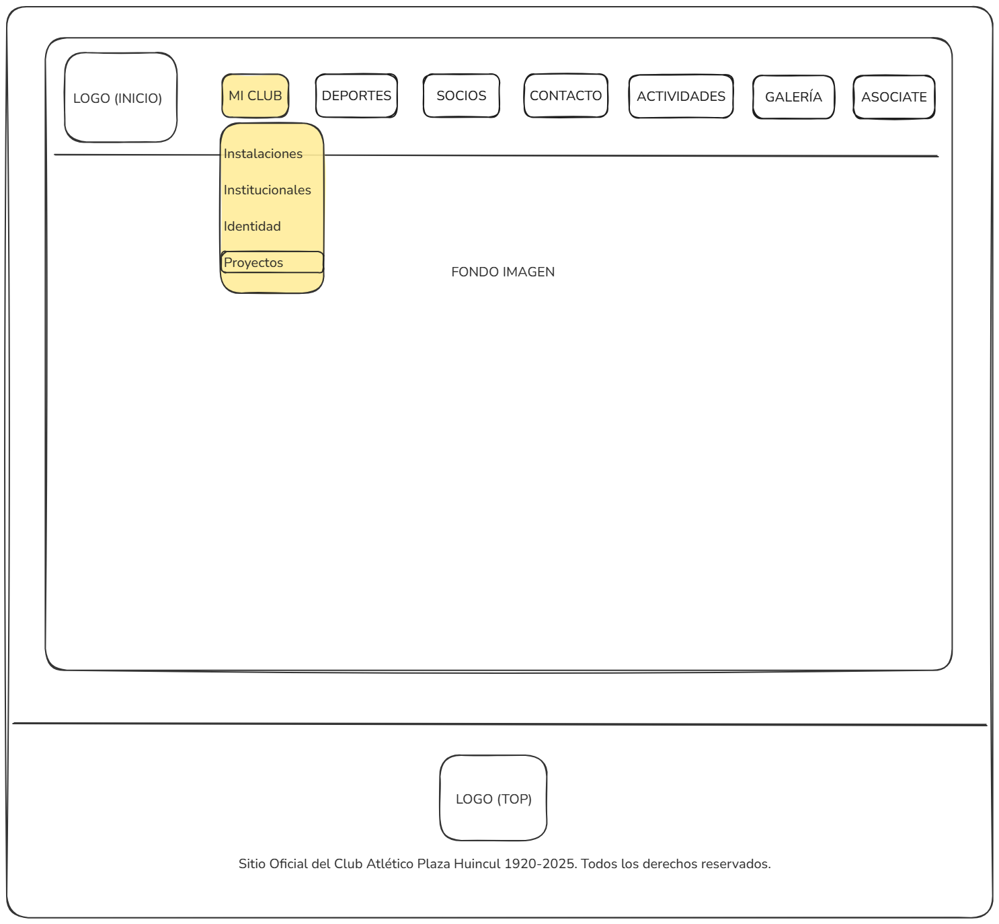 LOGO (INICIO)
MI CLUB
DEPORTES
SOCIOS
CONTACTO
ACTIVIDADES
GALERÍA
ASOCIATE
Instalaciones
Institucionales
Identidad
Proyectos
FONDO IMAGEN
LOGO (TOP)
Sitio Oficial del Club Atlético Plaza Huincul 1920-2025. Todos los derechos reservados.